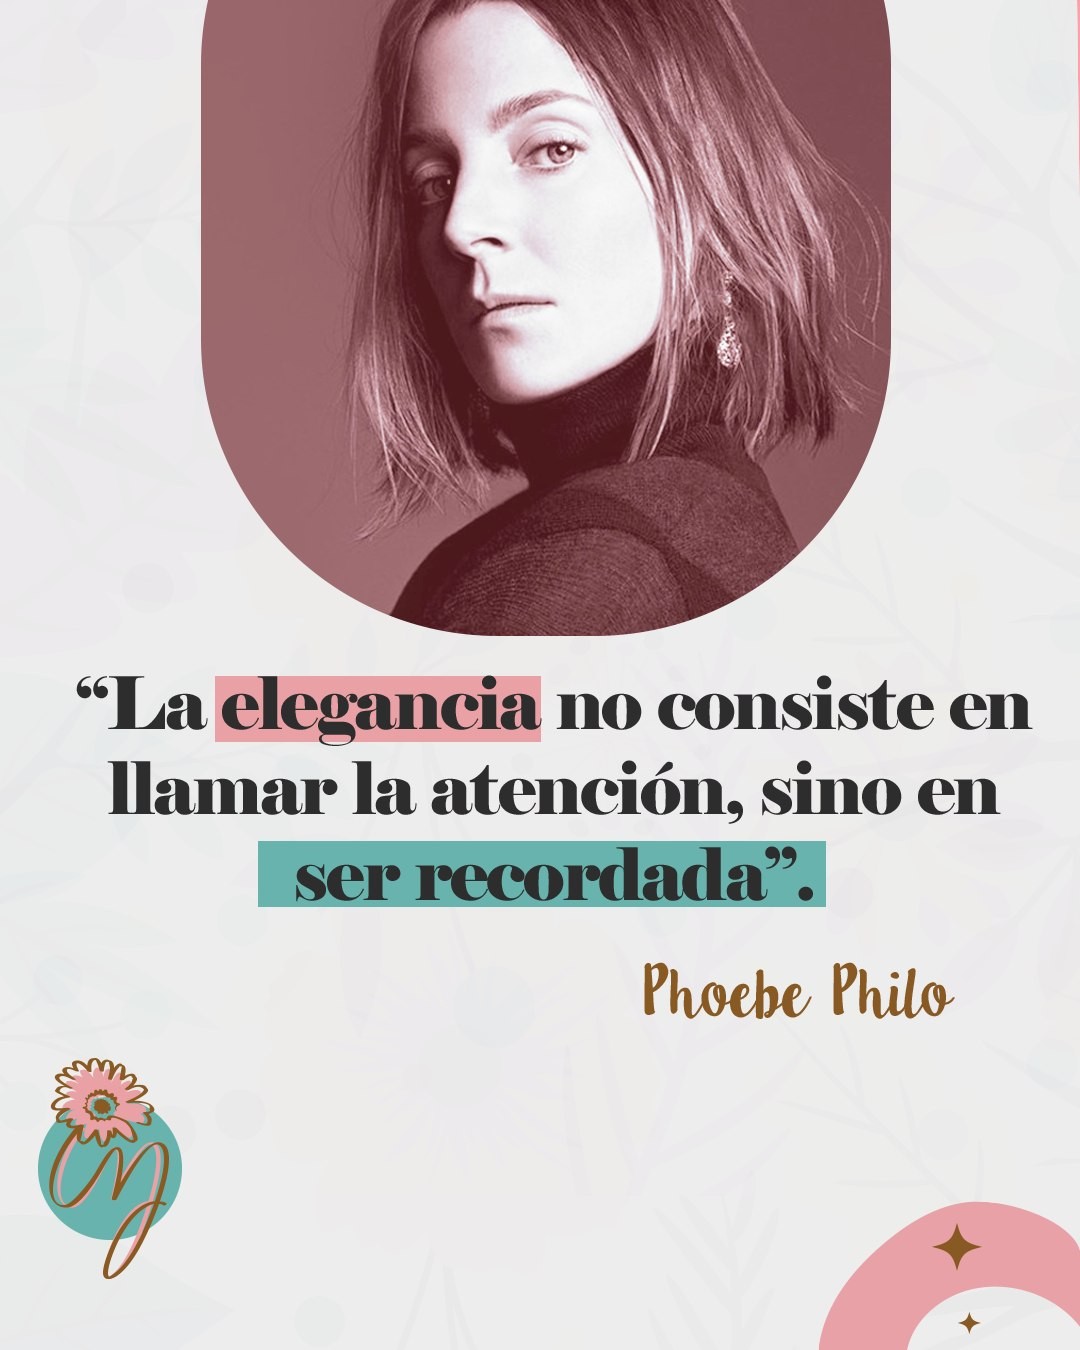 “La elegancia no consiste en
llamar la atención, sino en
ser recordada”.
Phoebe Philo